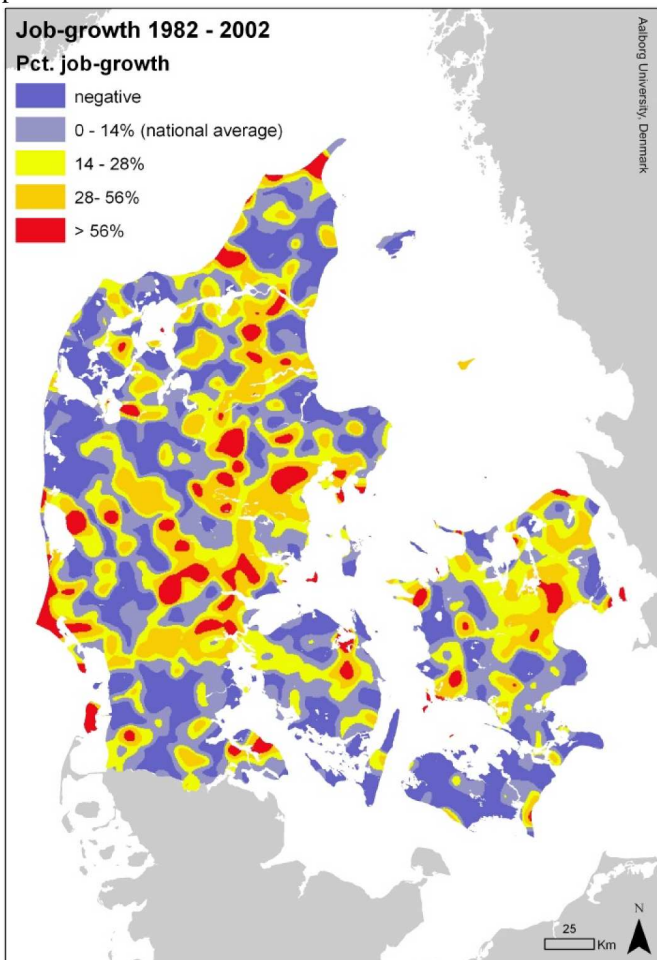 Job-growth 1982 - 2002
Pct. job-growth
negative
0 - 14% (national average)
14 - 28%
28- 56%
> 56%
Aalborg University, Denmark
N
25
Km